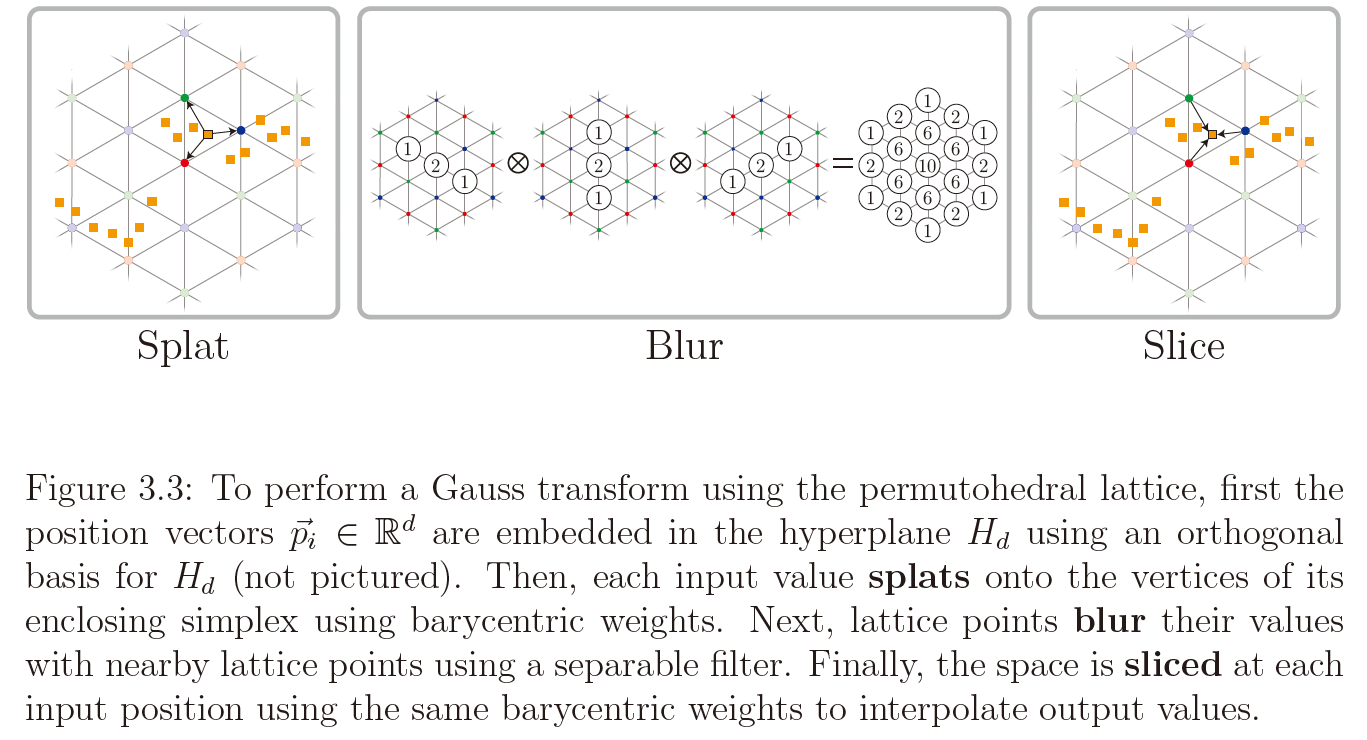 1 2 1 ⊗ 1 2 1 ⊗ 1 2 1 =
1
2 2
1 6 1
6 6
2 10 2
6 6
1 6 1
2 2
1
Splat Blur Slice
Figure 3.3: To perform a Gauss transform using the permutohedral lattice, first the
position vectors $\vec{p_i} \in \mathbb{R}^d$ are embedded in the hyperplane $H_d$ using an orthogonal
basis for $H_d$ (not pictured). Then, each input value splats onto the vertices of its
enclosing simplex using barycentric weights. Next, lattice points blur their values
with nearby lattice points using a separable filter. Finally, the space is sliced at each
input position using the same barycentric weights to interpolate output values.